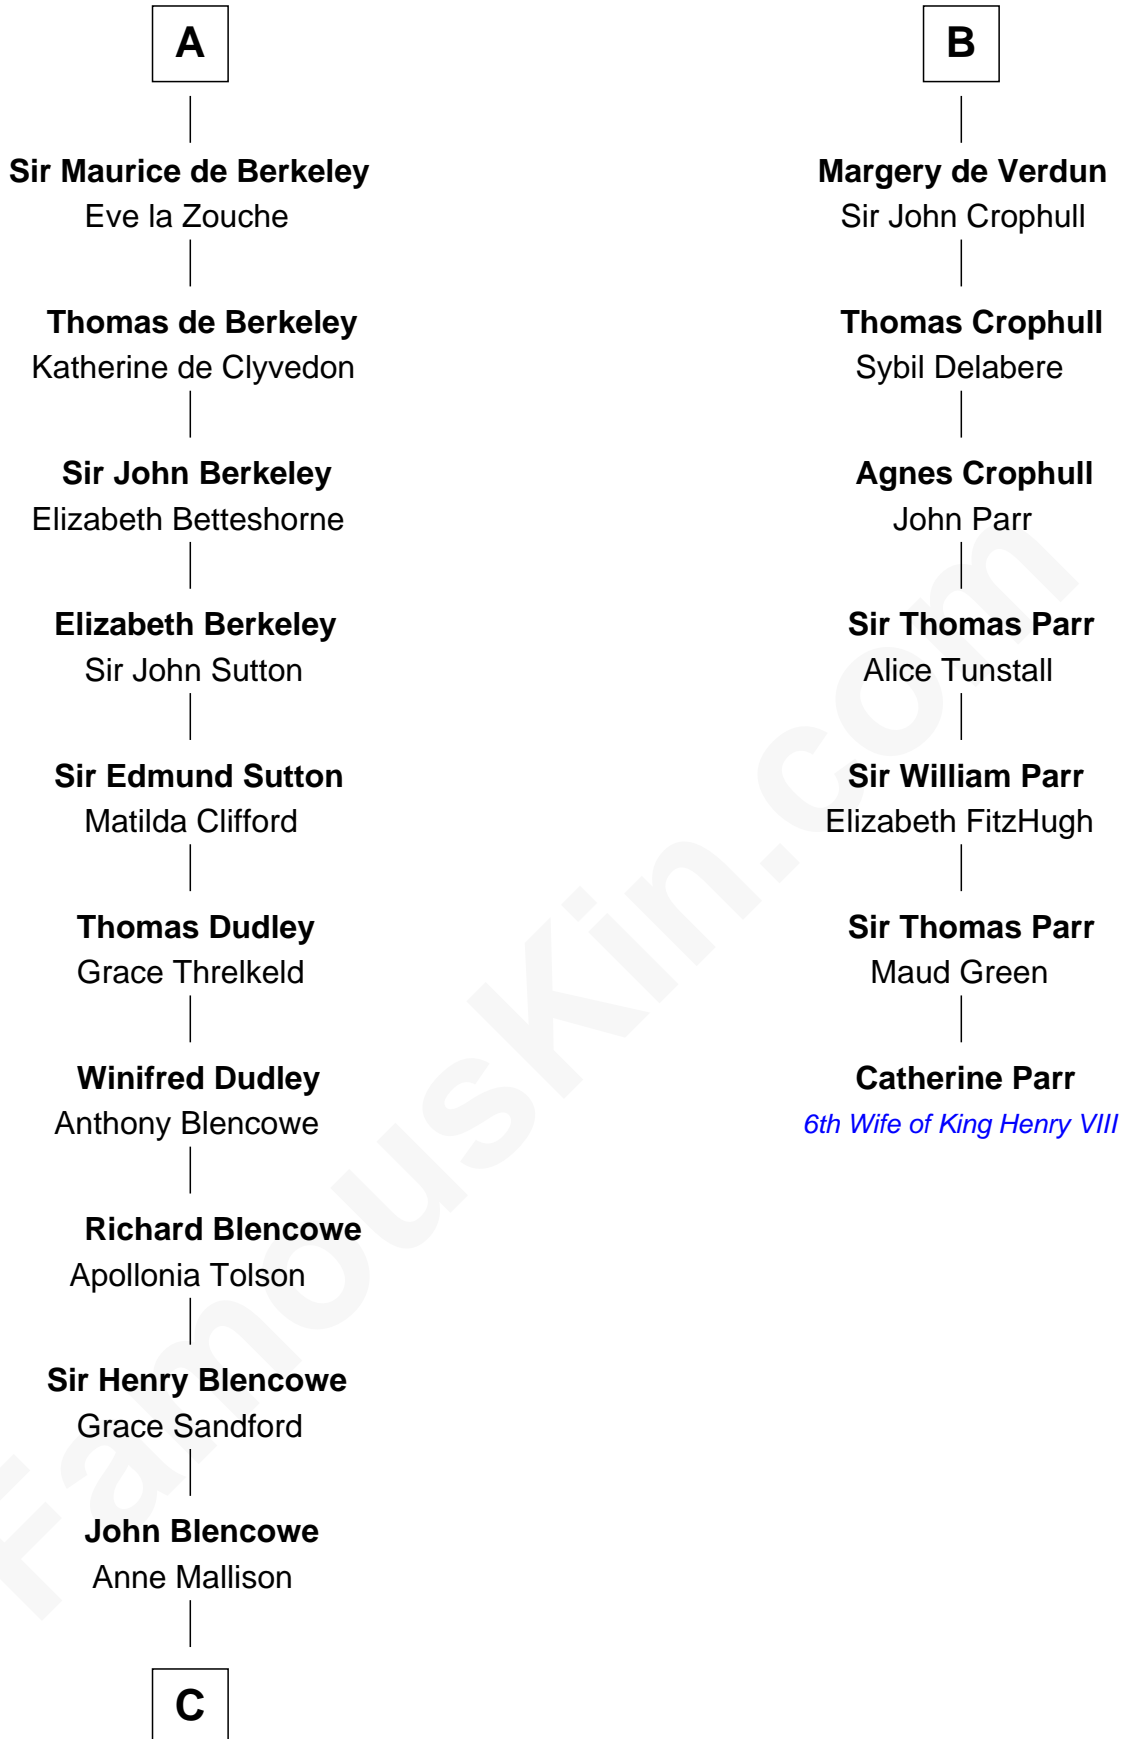 A
Sir Maurice de Berkeley
Eve la Zouche
Thomas de Berkeley
Katherine de Clyvedon
Sir John Berkeley
Elizabeth Betteshorne
Elizabeth Berkeley
Sir John Sutton
Sir Edmund Sutton
Matilda Clifford
Thomas Dudley
Grace Threlkeld
Winifred Dudley
Anthony Blencowe
Richard Blencowe
Apollonia Tolson
Sir Henry Blencowe
Grace Sandford
John Blencowe
Anne Mallison
C
B
Margery de Verdun
Sir John Crophull
Thomas Crophull
Sybil Delabere
Agnes Crophull
John Parr
Sir Thomas Parr
Alice Tunstall
Sir William Parr
Elizabeth FitzHugh
Sir Thomas Parr
Maud Green
Catherine Parr
6th Wife of King Henry VIII
FamousKin.com